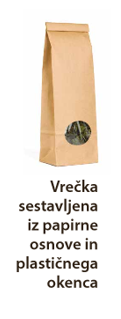 Vrečka
sestavljena
iz papirne
osnove in
plastičnega
okenca